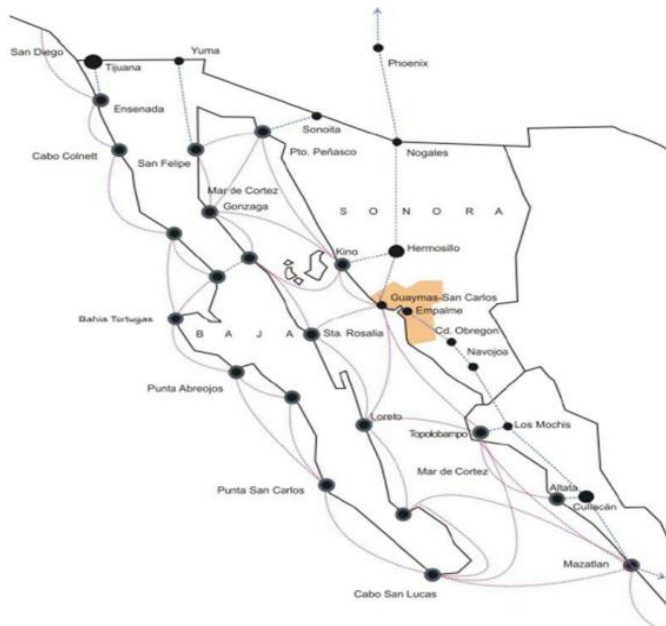 San Diego
Yuma
Tijuana
Phoenix
Ensenada
Sonoita
Cabo Colnett
San Felipe
Pto. Peñasco
Nogales
Mar de Cortez
Gonzaga
S O N O R A
Kino
Hermosillo
Guaymas-San Carlos
Empalme
Bahia Tortugas
B A J A
Sta. Rosalia
Cd. Obregon
Navojoa
Punta Abreojos
Loreto
Los Mochis
Topolobampo
Mar de Cortez
Punta San Carlos
Altata
Culiacán
Mazatlan
Cabo San Lucas